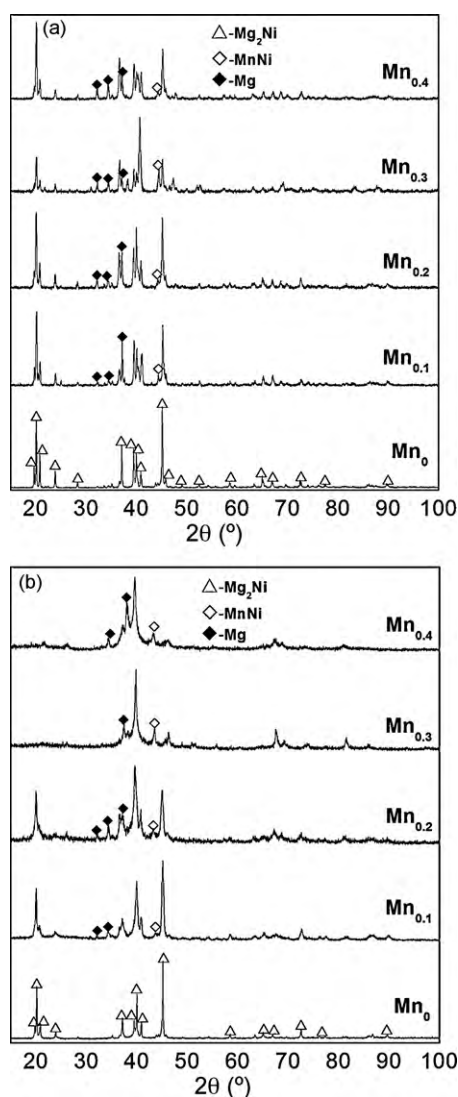 (a)
△-Mg₂Ni
◇-MnNi
◆-Mg
Mn₀.₄
Mn₀.₃
Mn₀.₂
Mn₀.₁
Mn₀
20 30 40 50 60 70 80 90 100
2θ (º)
(b)
△-Mg₂Ni
◇-MnNi
◆-Mg
Mn₀.₄
Mn₀.₃
Mn₀.₂
Mn₀.₁
Mn₀
20 30 40 50 60 70 80 90 100
2θ (º)